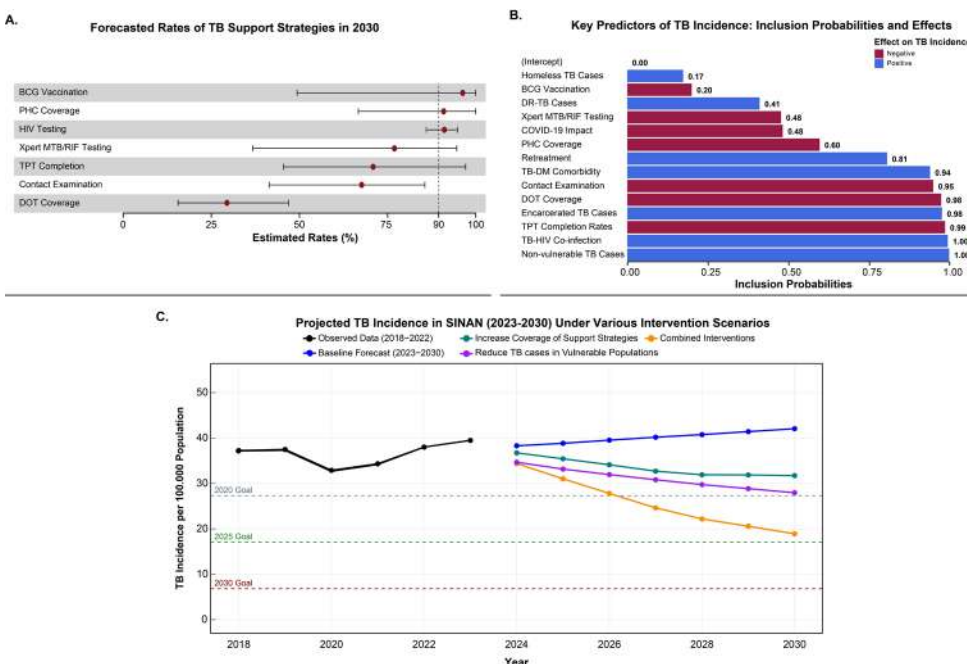 A.
Forecasted Rates of TB Support Strategies in 2030
BCG Vaccination
PHC Coverage
HIV Testing
Xpert MTB/RIF Testing
TPT Completion
Contact Examination
DOT Coverage
0 25 50 75 90 100
Estimated Rates (%)
B.
Key Predictors of TB Incidence: Inclusion Probabilities and Effects
Effect on TB Incidence
Negative
Positive
(Intercept) 0.00
Homeless TB Cases 0.17
BCG Vaccination 0.20
DR-TB Cases 0.41
Xpert MTB/RIF Testing 0.48
COVID-19 Impact 0.48
PHC Coverage 0.60
Retreatment 0.81
TB-DM Comorbidity 0.94
Contact Examination 0.95
DOT Coverage 0.98
Encarcerated TB Cases 0.98
TPT Completion Rates 0.99
TB-HIV Co-infection 1.00
Non-vulnerable TB Cases 1.00
0.00 0.25 0.50 0.75 1.00
Inclusion Probabilities
C.
Projected TB Incidence in SINAN (2023-2030) Under Various Intervention Scenarios
Observed Data (2018−2022) Increase Coverage of Support Strategies Combined Interventions
Baseline Forecast (2023−2030) Reduce TB cases in Vulnerable Populations
TB Incidence per 100.000 Population
50
40
30
2020 Goal
20
2025 Goal
10
2030 Goal
0
2018 2020 2022 2024 2026 2028 2030
Year